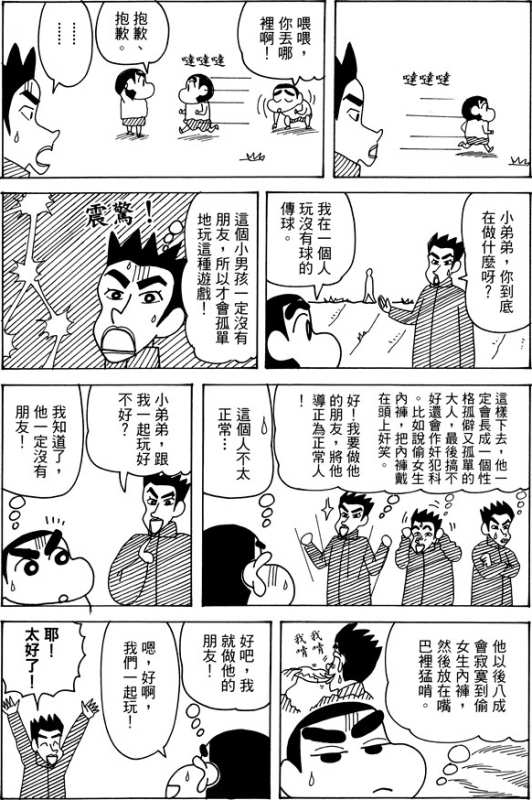 噠噠噠
喂喂，
你丟哪
裡啊！
噠噠噠
抱歉、
抱歉。
……
……
小弟弟，你到底
在做什麼呀？
我在一個人
玩沒有球的
傳球。
震驚！
這個小男孩一定沒有
朋友，所以才會孤單
地玩這種遊戲！
這樣下去，他一
定會長成一個性
格孤僻又孤單的
大人，最後搞不
好還會作奸犯科
。比如說偷女生
內褲，把內褲戴
在頭上奸笑。
好！我要做他
的朋友，將他
導正為正常人
！
這個人不太
正常…
小弟弟，跟
我一起玩好
不好？
我知道了，
他一定沒有
朋友！
他以後八成
會寂寞到偷
女生內褲，
然後放在嘴
巴裡猛啃。
我啃
我啃
好吧，我
就做他的
朋友！
嗯，好啊，
我們一起玩！
耶！
太好了！